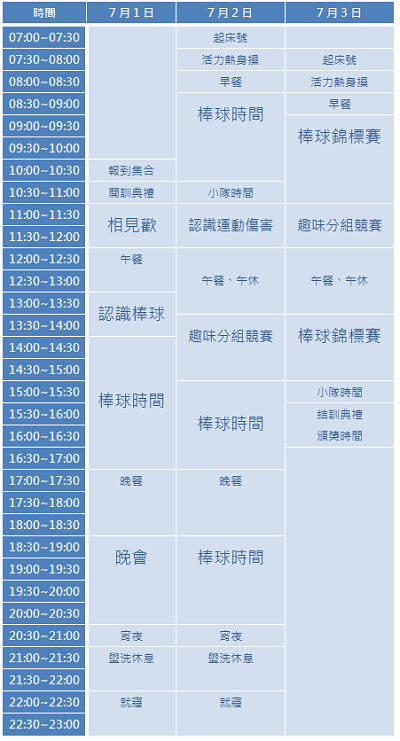 時間 7月1日 7月2日 7月3日
07:00~07:30 起床號
07:30~08:00 活力熱身操 起床號
08:00~08:30 早餐 活力熱身操
08:30~09:00 棒球時間 早餐
09:00~09:30 棒球錦標賽
09:30~10:00
10:00~10:30 報到集合
10:30~11:00 開訓典禮 小隊時間
11:00~11:30 相見歡 認識運動傷害 趣味分組競賽
11:30~12:00
12:00~12:30 午餐 午餐、午休 午餐、午休
12:30~13:00
13:00~13:30 認識棒球
13:30~14:00 趣味分組競賽 棒球錦標賽
14:00~14:30 棒球時間
14:30~15:00
15:00~15:30 棒球時間 小隊時間
15:30~16:00 結訓典禮
16:00~16:30 頒獎時間
16:30~17:00
17:00~17:30 晚餐 晚餐
17:30~18:00
18:00~18:30
18:30~19:00 晚會 棒球時間
19:00~19:30
19:30~20:00
20:00~20:30
20:30~21:00 宵夜 宵夜
21:00~21:30 盥洗休息 盥洗休息
21:30~22:00
22:00~22:30 就寢 就寢
22:30~23:00